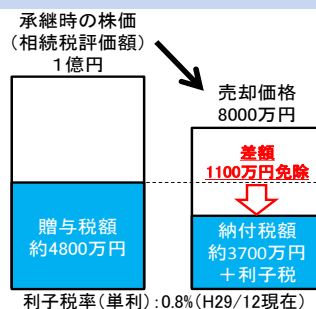 承継時の株価
（相続税評価額）
１億円
売却価格
8000万円
差額
1100万円免除
贈与税額
約4800万円
納付税額
約3700万円
＋利子税
利子税率（単利）：0.8%（H29/12現在）